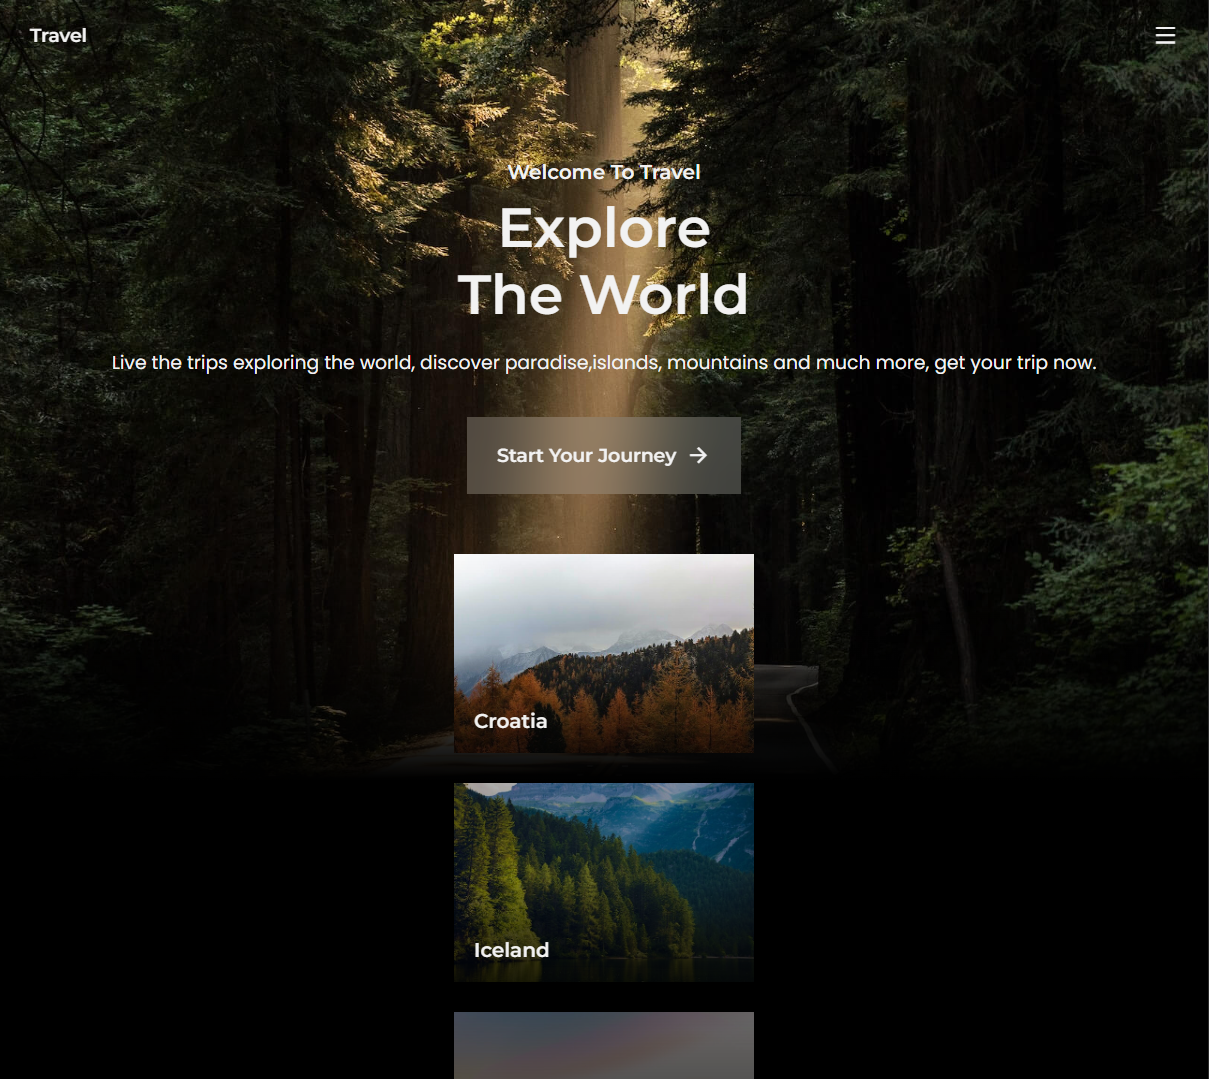 Travel
Welcome To Travel
Explore
The World
Live the trips exploring the world, discover paradise,islands, mountains and much more, get your trip now.
Start Your Journey
Croatia
Iceland